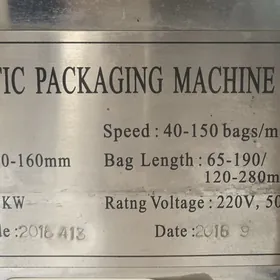 TIC PACKAGING MACHINE
Speed : 40-150 bags/m
0-160mm Bag Length : 65-190/
120-280m
KW Ratng Voltage : 220V, 50
le :2016 413 Date :2016 9